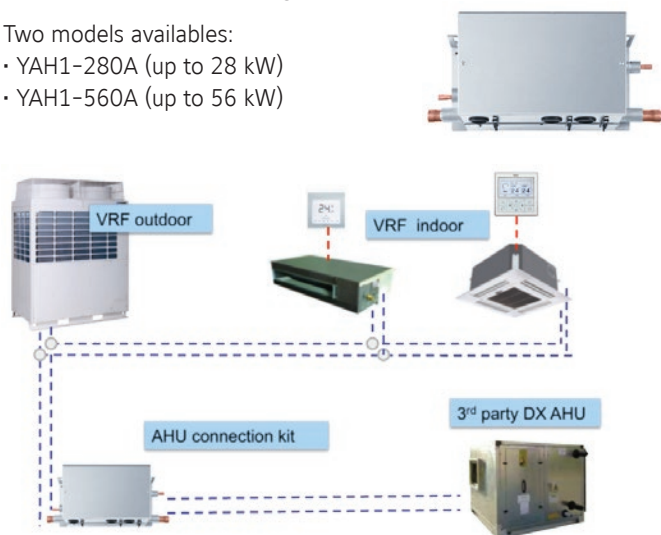 Two models availables:
• YAH1-280A (up to 28 kW)
• YAH1-560A (up to 56 kW)
VRF outdoor
24
VRF indoor
AHU connection kit
3rd party DX AHU